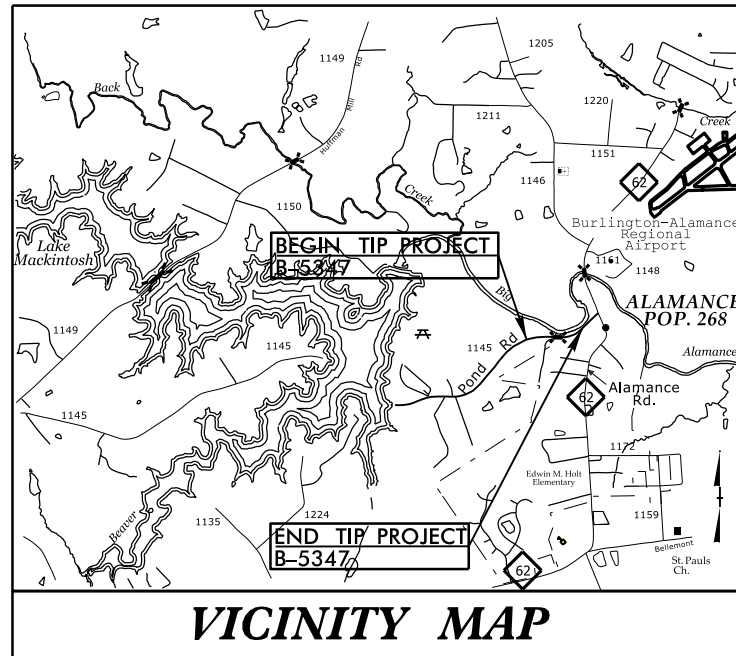 1205
1149
Back
Huffman Mill Rd
1211
1220
Creek
1151
1146
62
Creek
1150
Burlington-Alamance
Regional
Airport
Lake
Mackintosh
BEGIN TIP PROJECT
B-5347
1161
1148
Big
ALAMANCE
POP. 268
1149
1145
1145
Pond Rd
Alamance
Alamance
Rd.
62
1145
1172
Edwin M. Holt
Elementary
1159
1224
1135
Beaver
END TIP PROJECT
B-5347
Bellemont
St. Pauls
Ch.
62
VICINITY MAP